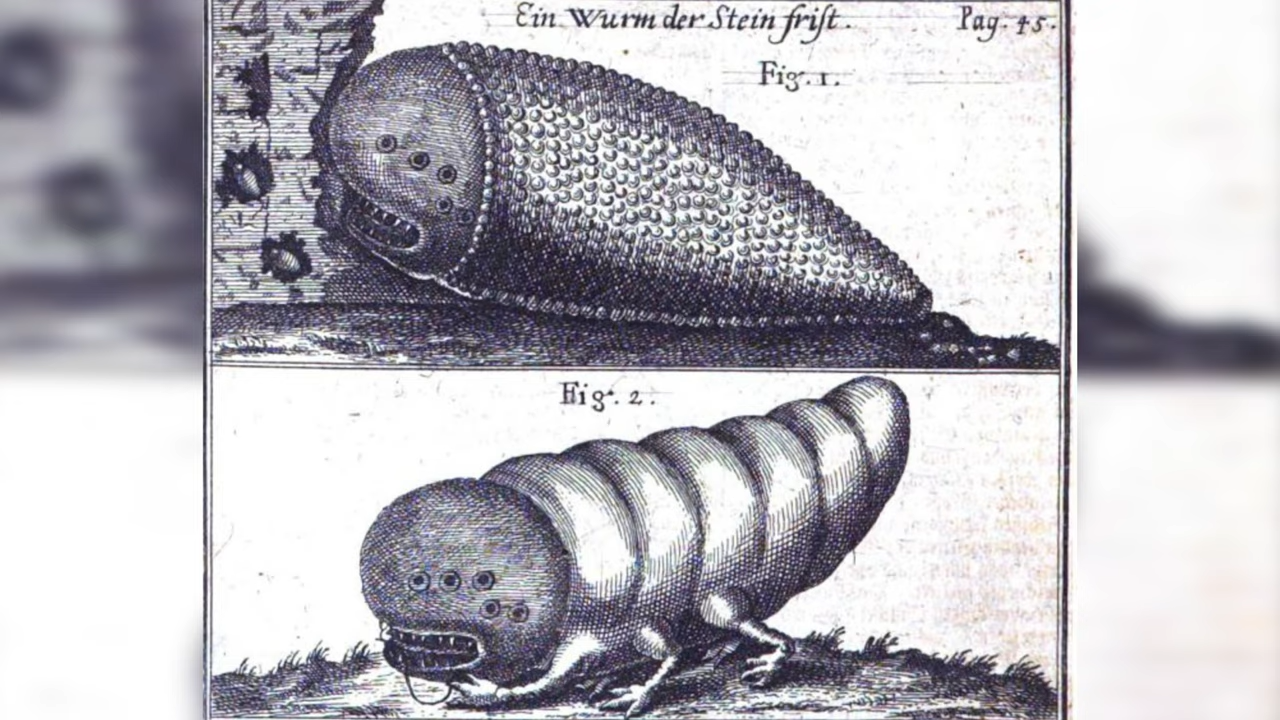 Ein Wurm der Stein frist. Pag. 45.
Fig. 1.
Fig. 2.